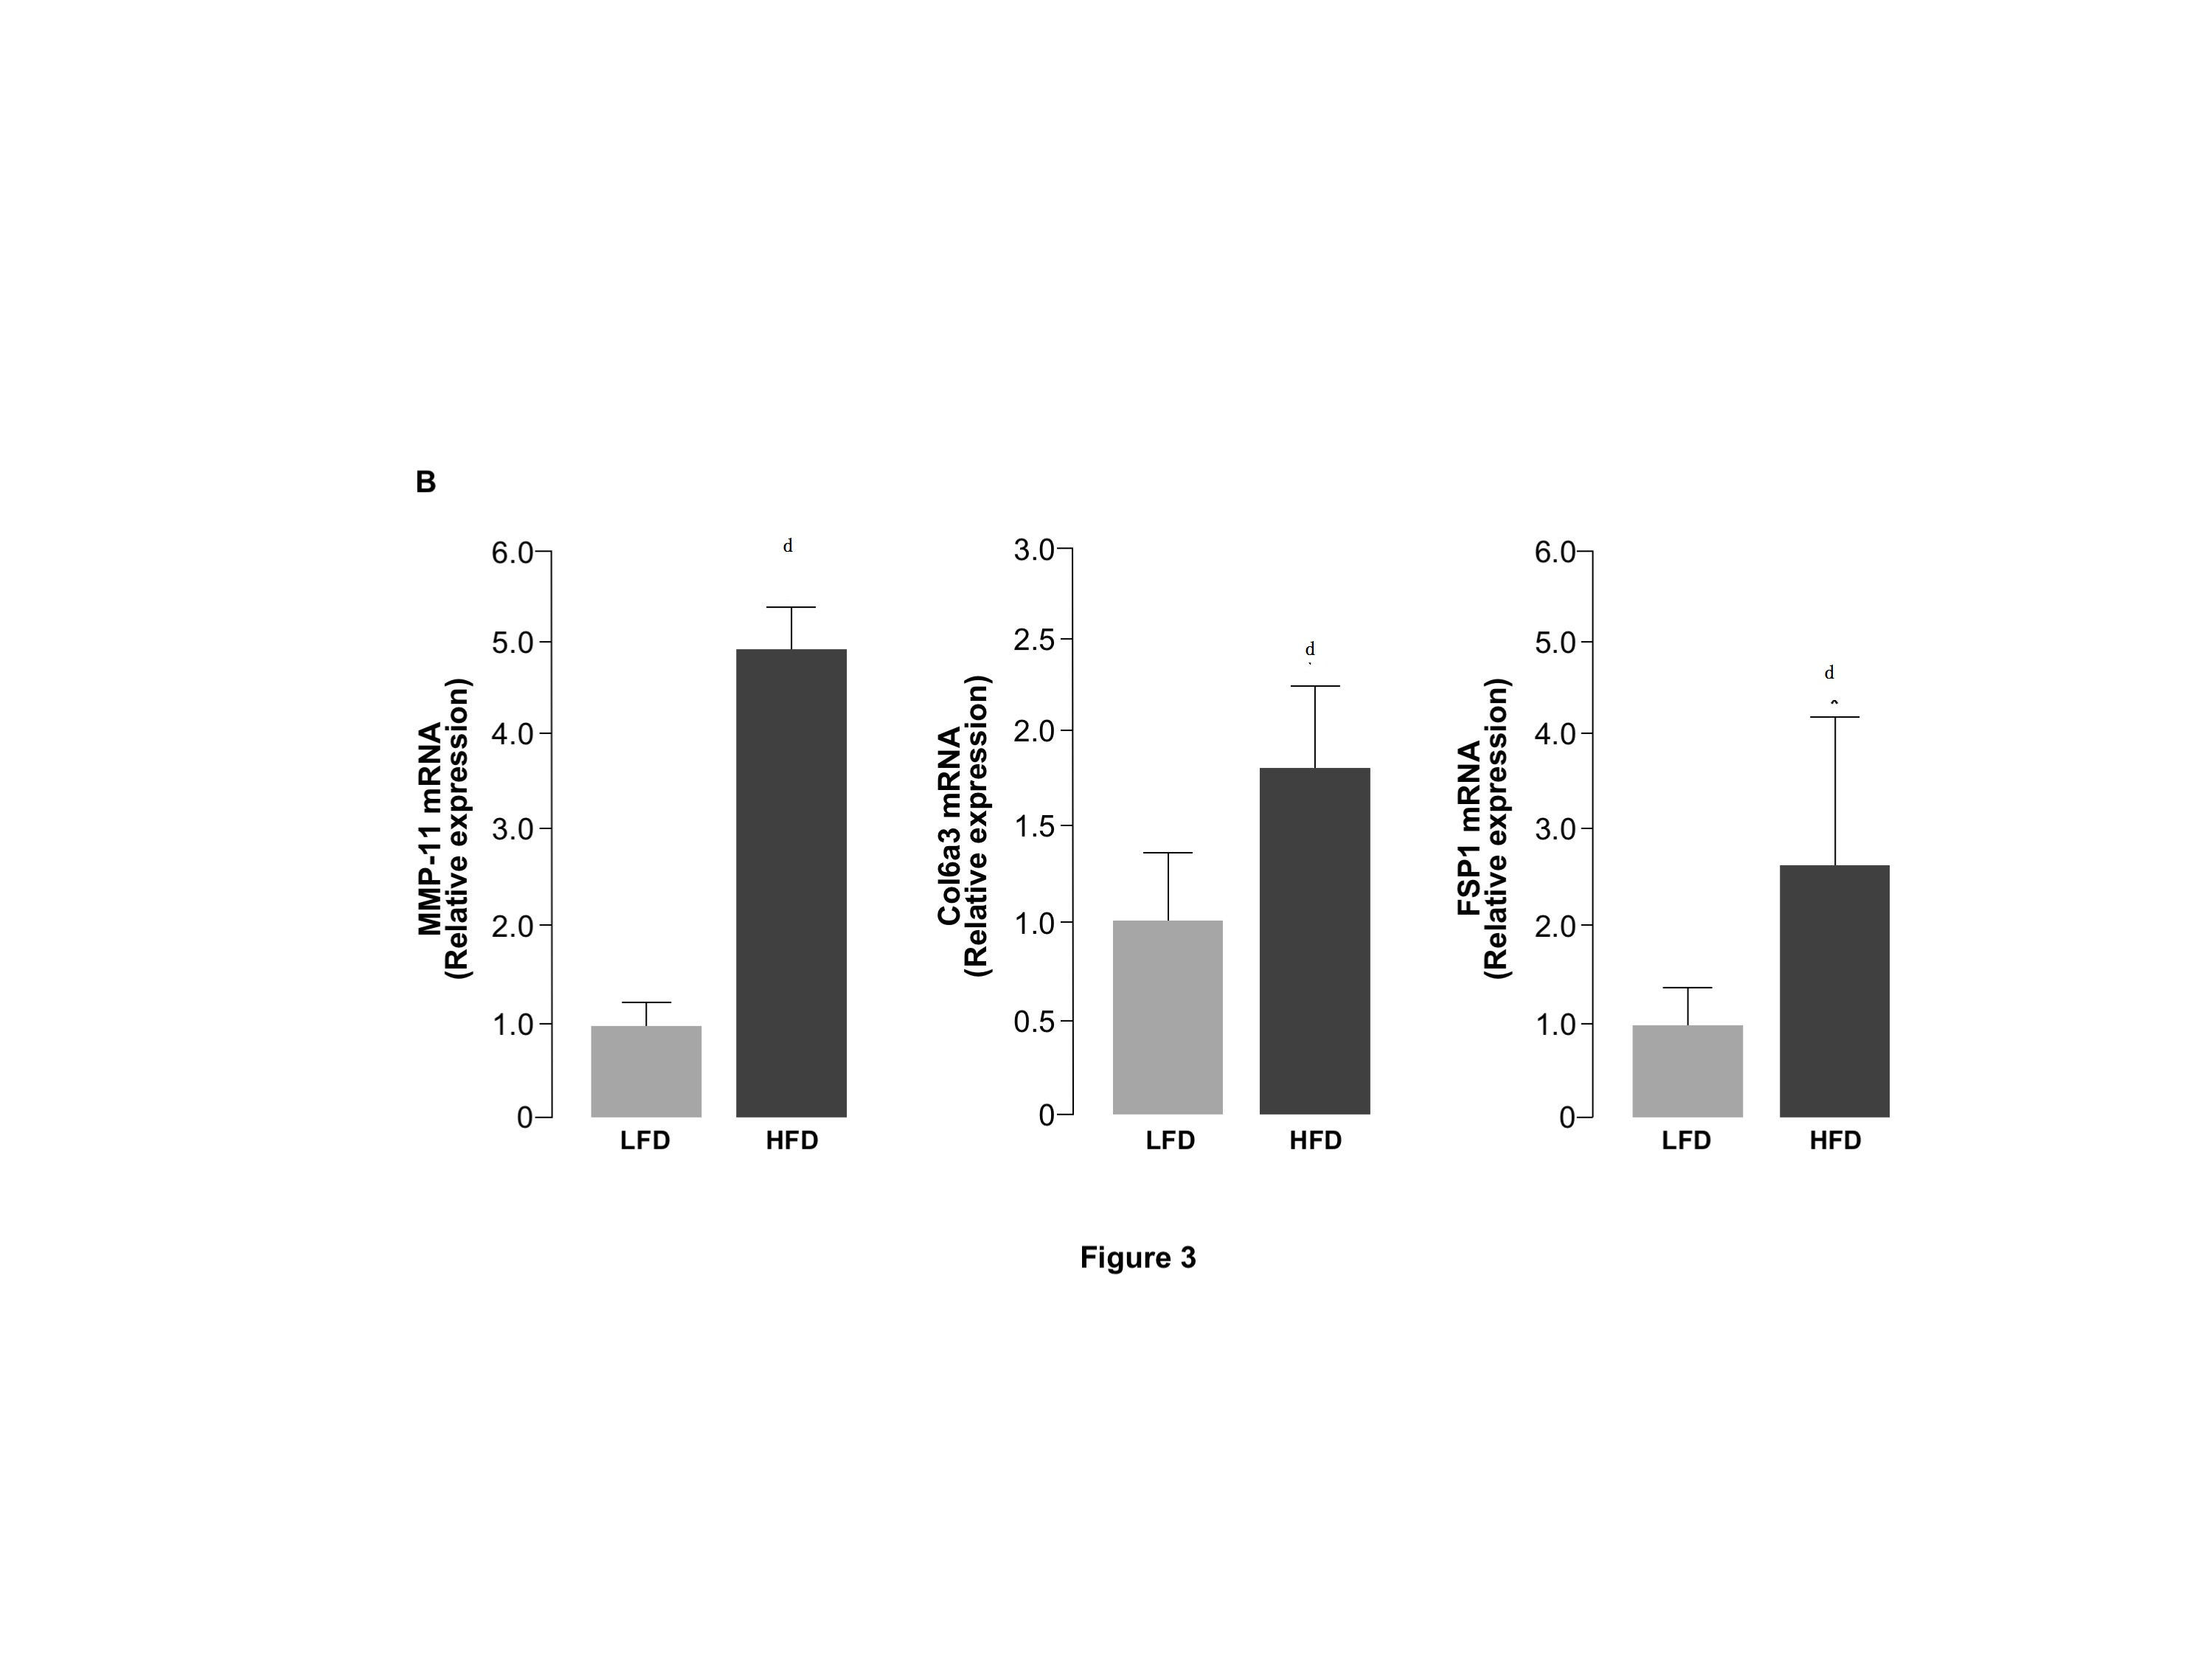 B
MMP-11 mRNA
(Relative expression)
6.0
5.0
4.0
3.0
2.0
1.0
0
d
LFD
HFD
Col6a3 mRNA
(Relative expression)
3.0
2.5
2.0
1.5
1.0
0.5
0
d
LFD
HFD
FSP1 mRNA
(Relative expression)
6.0
5.0
4.0
3.0
2.0
1.0
0
d
LFD
HFD
Figure 3